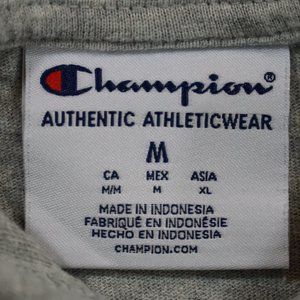 Champion®
AUTHENTIC ATHLETICWEAR
M
CA MEX ASIA
M/M M XL
MADE IN INDONESIA
FABRIQUÉ EN INDONÉSIE
HECHO EN INDONESIA
CHAMPION.COM